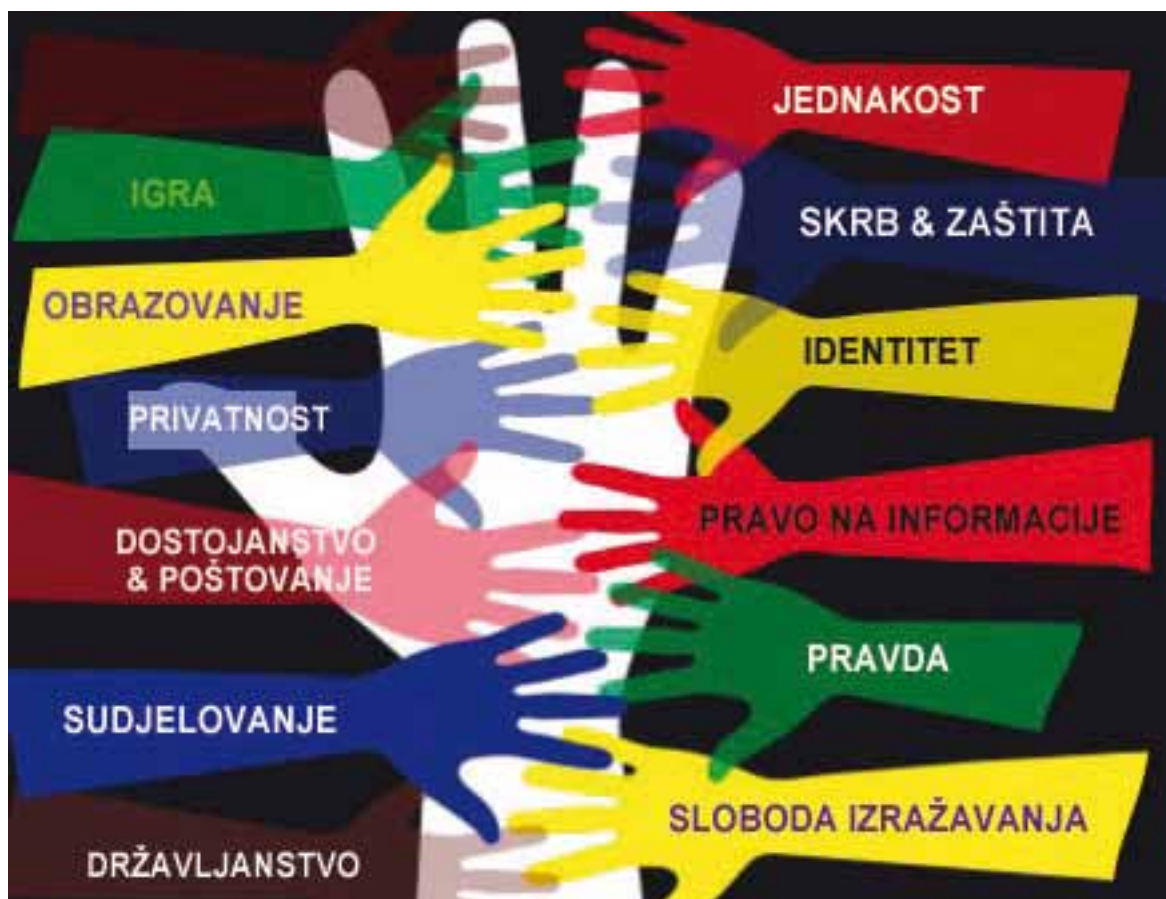 JEDNAKOST
IGRA
SKRB & ZAŠTITA
OBRAZOVANJE
IDENTITET
PRIVATNOST
PRAVO NA INFORMACIJE
DOSTOJANSTVO
& POŠTOVANJE
PRAVDA
SUDJELOVANJE
SLOBODA IZRAŽAVANJA
DRŽAVLJANSTVO